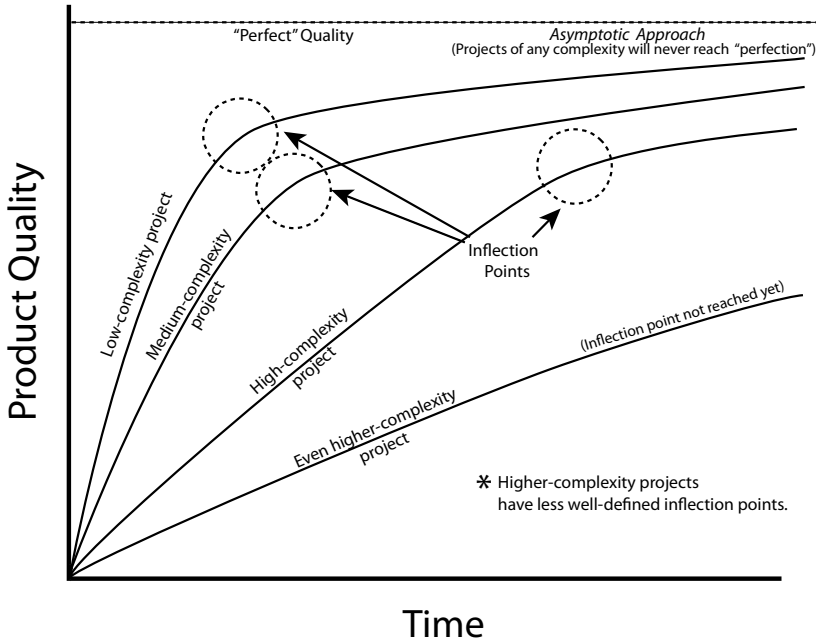 “Perfect” Quality
Asymptotic Approach
(Projects of any complexity will never reach “perfection”)
Product Quality
Low-complexity project
Medium-complexity
project
High-complexity
project
Inflection
Points
(Inflection point not reached yet)
Even higher-complexity
project
* Higher-complexity projects
have less well-defined inflection points.
Time